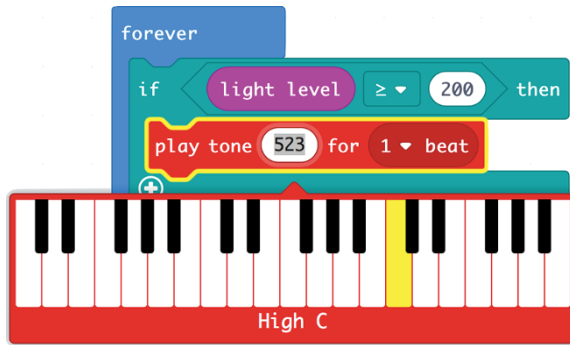 forever
if light level ≥ 200 then
play tone 523 for 1 beat
High C